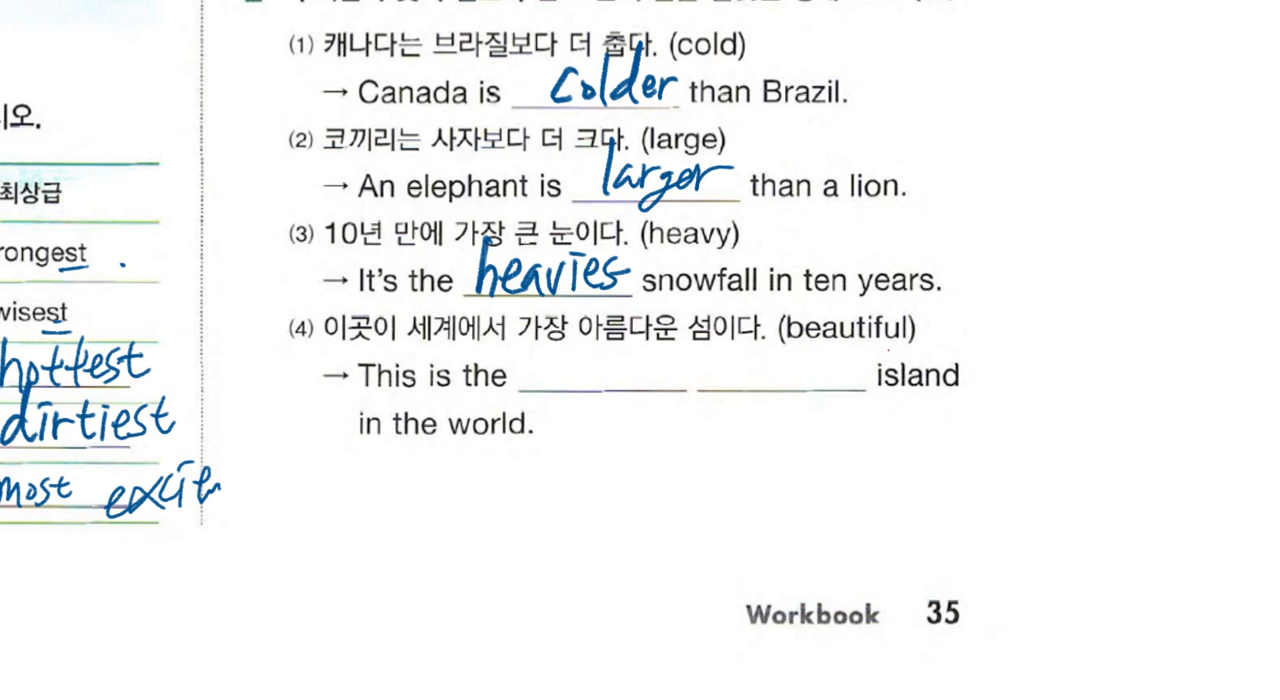 시오.
최상급
rongest .
wisest
hottest
dirtiest
most
(1) 캐나다는 브라질보다 더 춥다. (cold)
→ Canada is colder than Brazil.
(2) 코끼리는 사자보다 더 크다. (large)
→ An elephant is larger than a lion.
(3) 10년 만에 가장 큰 눈이다. (heavy)
→ It's the heavies snowfall in ten years.
(4) 이곳이 세계에서 가장 아름다운 섬이다. (beautiful)
→ This is the ____ ____ island
in the world.
Workbook 35